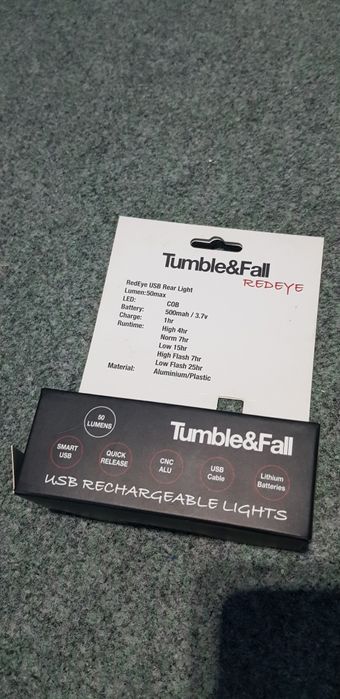 Tumble&Fall
REDEYE
RedEye USB Rear Light
Lumen:50max
LED: COB
Battery: 500mah / 3.7v
Charge: 1hr
Runtime: High 4hr
Norm 7hr
Low 15hr
High Flash 7hr
Low Flash 25hr
Material: Aluminium/Plastic
50
LUMENS
Tumble&Fall
SMART
USB
QUICK
RELEASE
CNC
ALU
USB
Cable
Lithium
Batteries
USB RECHARGEABLE LIGHTS